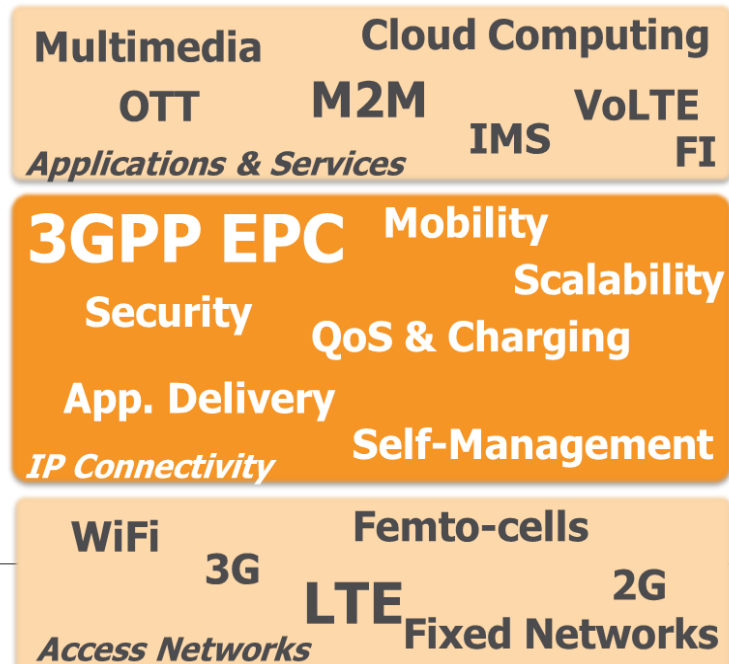 Multimedia
Cloud Computing
OTT
M2M
VoLTE
IMS
FI
Applications & Services
3GPP EPC
Mobility
Scalability
Security
QoS & Charging
App. Delivery
Self-Management
IP Connectivity
WiFi
Femto-cells
3G
2G
LTE
Fixed Networks
Access Networks